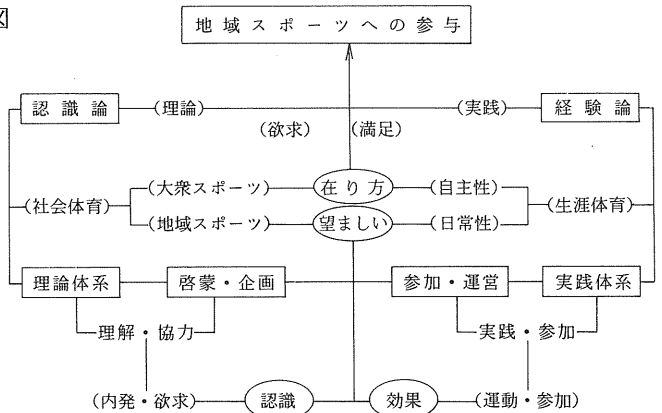 図
地域スポーツへの参与
認識論 (理論) (実践) 経験論
(欲求) (満足)
(大衆スポーツ) 在り方 (自主性)
(社会体育) (生涯体育)
(地域スポーツ) 望ましい (日常性)
理論体系 啓蒙・企画 参加・運営 実践体系
理解・協力 実践・参加
(内発・欲求) 認識 効果 (運動・参加)